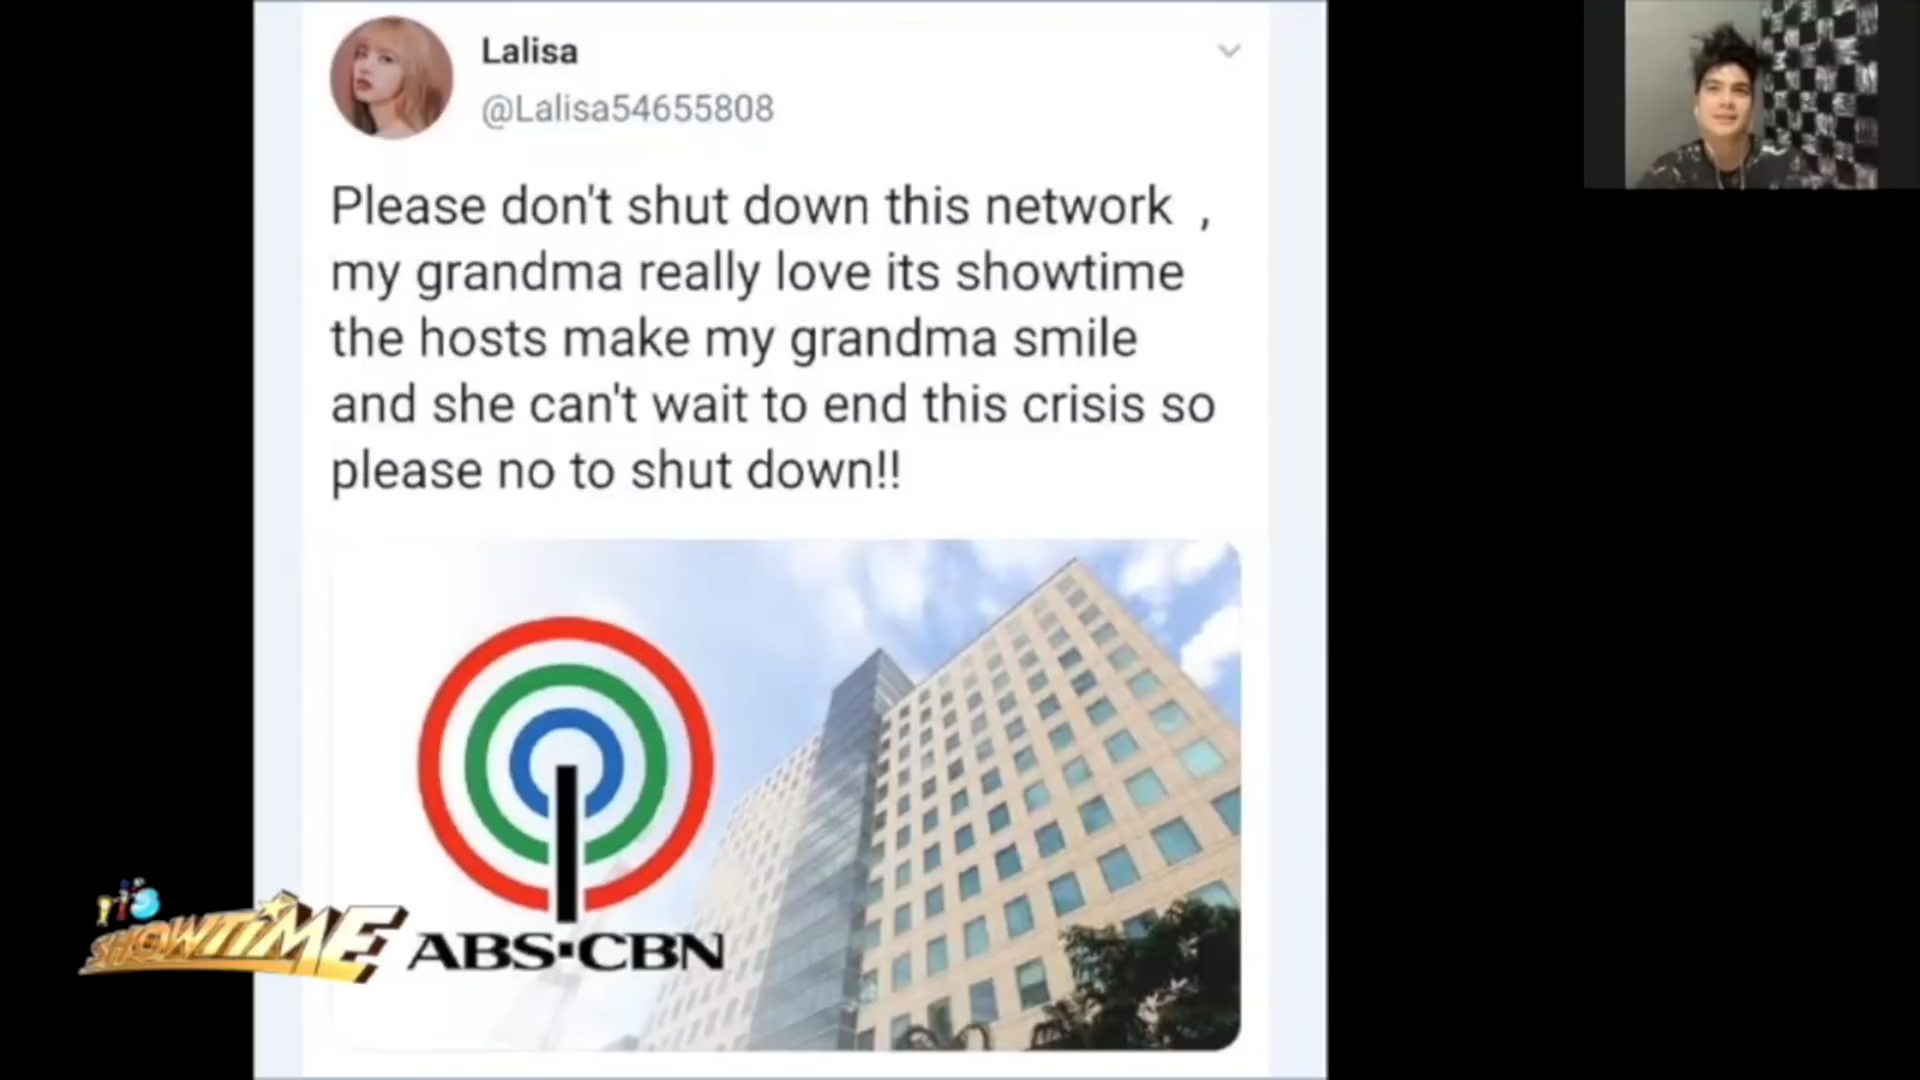 Lalisa
@Lalisa54655808
Please don't shut down this network ,
my grandma really love its showtime
the hosts make my grandma smile
and she can't wait to end this crisis so
please no to shut down!!
it's
SHOWTIME
ABS-CBN